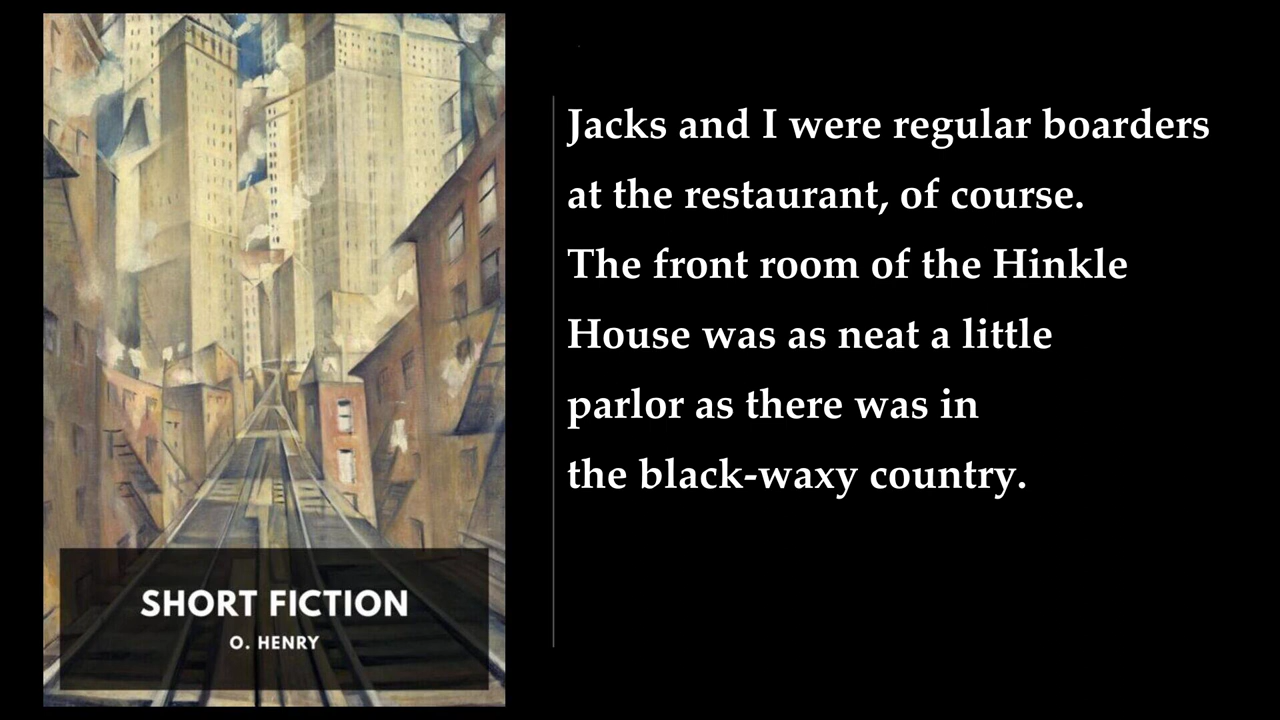 SHORT FICTION
O. HENRY
Jacks and I were regular boarders
at the restaurant, of course.
The front room of the Hinkle
House was as neat a little
parlor as there was in
the black-waxy country.